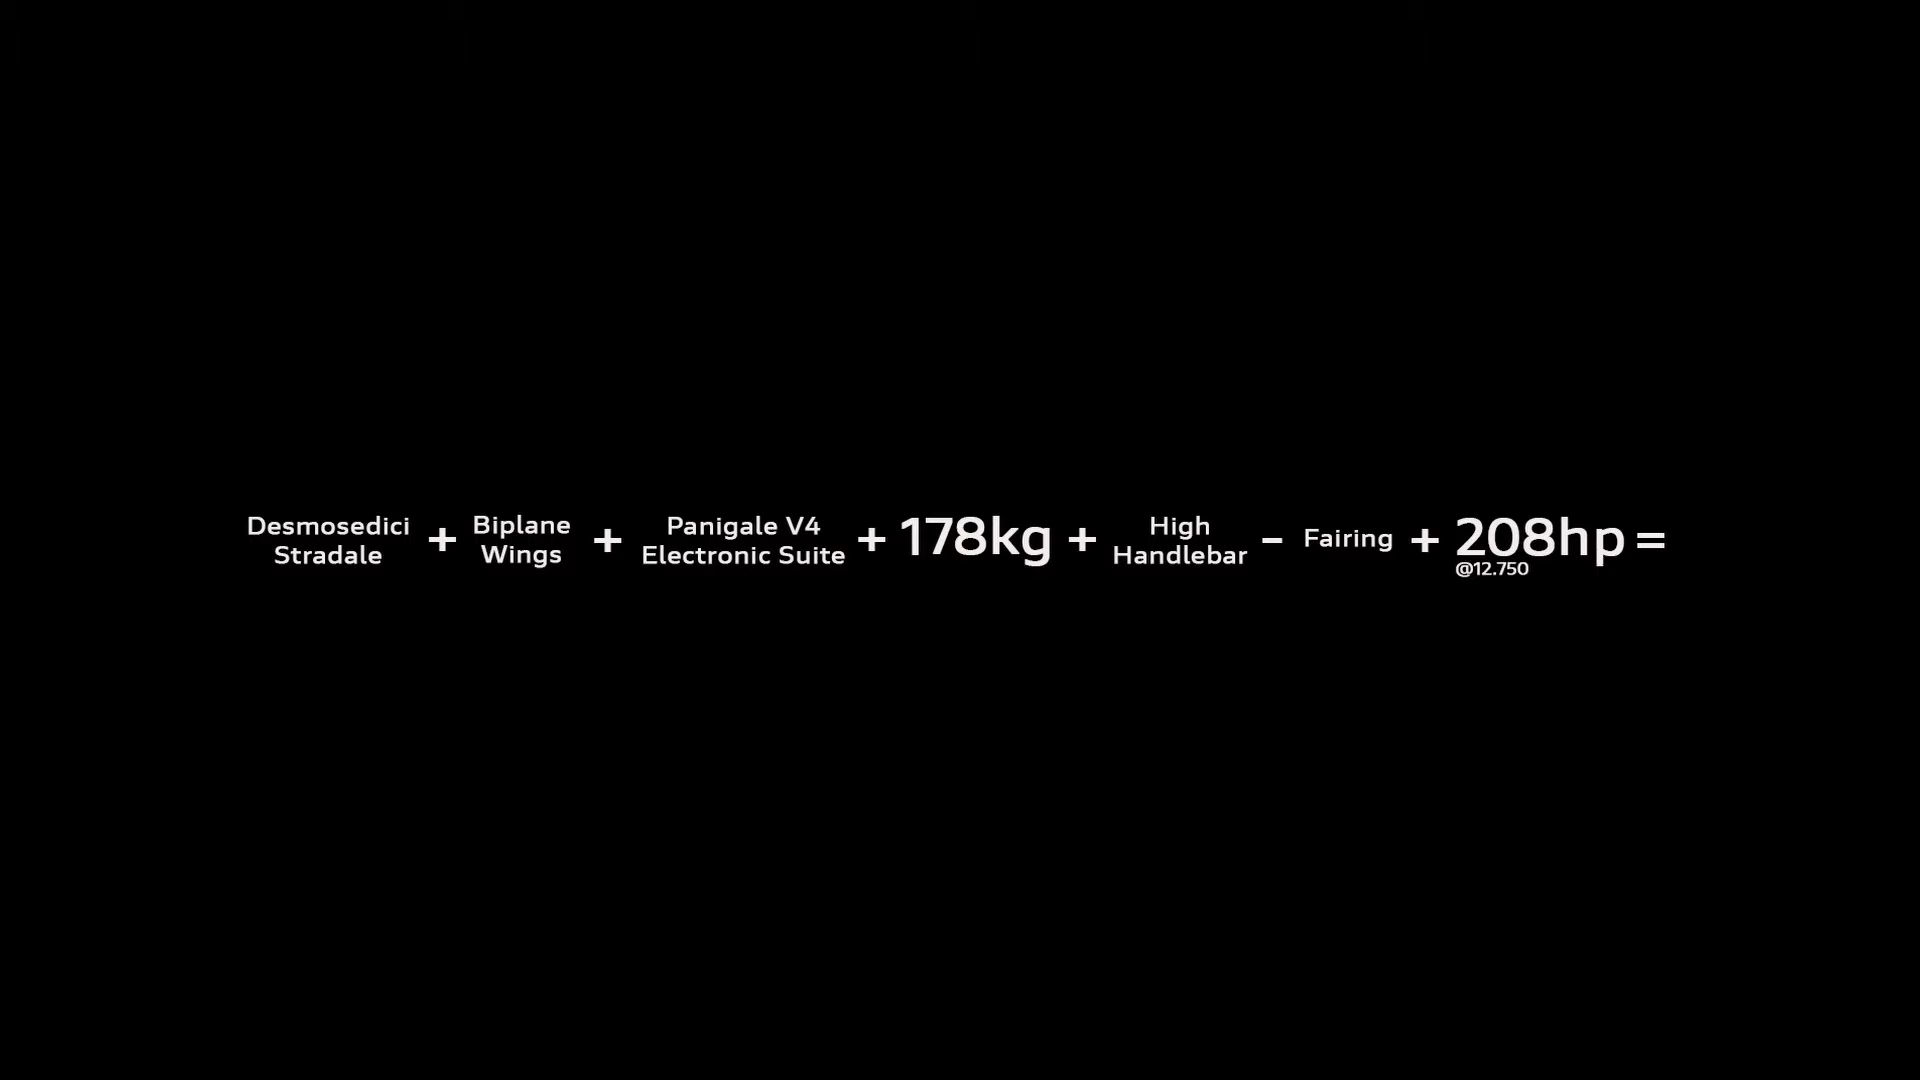 Desmosedici Stradale + Biplane Wings + Panigale V4 Electronic Suite + 178kg + High Handlebar - Fairing + 208hp @12.750 =